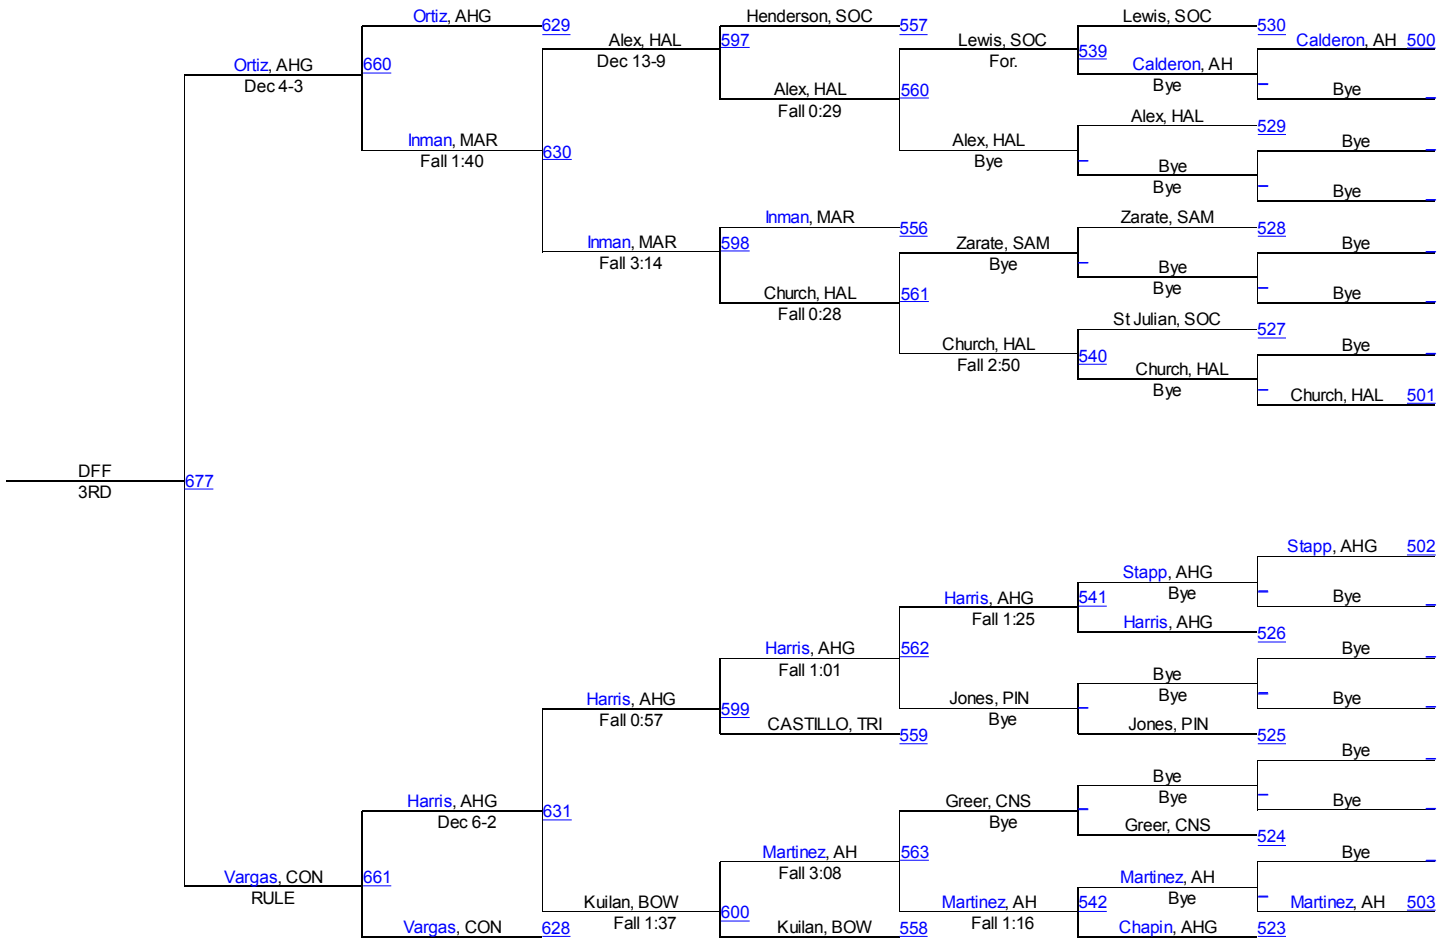 Ortiz, AHG
629
Henderson, SOC
557
Lewis, SOC
530
Alex, HAL
597
Dec 13-9
Lewis, SOC
For.
539
Calderon, AH 500
Ortiz, AHG
660
Dec 4-3
Calderon, AH
Bye
Bye
Alex, HAL
560
Fall 0:29
Alex, HAL
529
Inman, MAR
630
Fall 1:40
Alex, HAL
Bye
Bye
Bye
Bye
Bye
Inman, MAR
556
Zarate, SAM
528
Inman, MAR
598
Fall 3:14
Zarate, SAM
Bye
Bye
Bye
Bye
Bye
Church, HAL
561
Fall 0:28
St Julian, SOC
527
Church, HAL
540
Fall 2:50
Bye
Church, HAL
Bye
Church, HAL 501
DFF
3RD
677
Stapp, AHG 502
Stapp, AHG
Bye
Bye
Harris, AHG
541
Fall 1:25
Harris, AHG
526
Harris, AHG
562
Fall 1:01
Bye
Bye
Bye
Bye
Harris, AHG
599
Fall 0:57
Jones, PIN
Bye
CASTILLO, TRI
559
Jones, PIN
525
Bye
Bye
Bye
Bye
Harris, AHG
631
Dec 6-2
Greer, CNS
Bye
Greer, CNS
524
Martinez, AH
563
Fall 3:08
Bye
Vargas, CON
661
RULE
Martinez, AH
Bye
Kuilan, BOW
600
Fall 1:37
Martinez, AH
542
Fall 1:16
Martinez, AH 503
Vargas, CON
628
Kuilan, BOW
558
Chapin, AHG
523